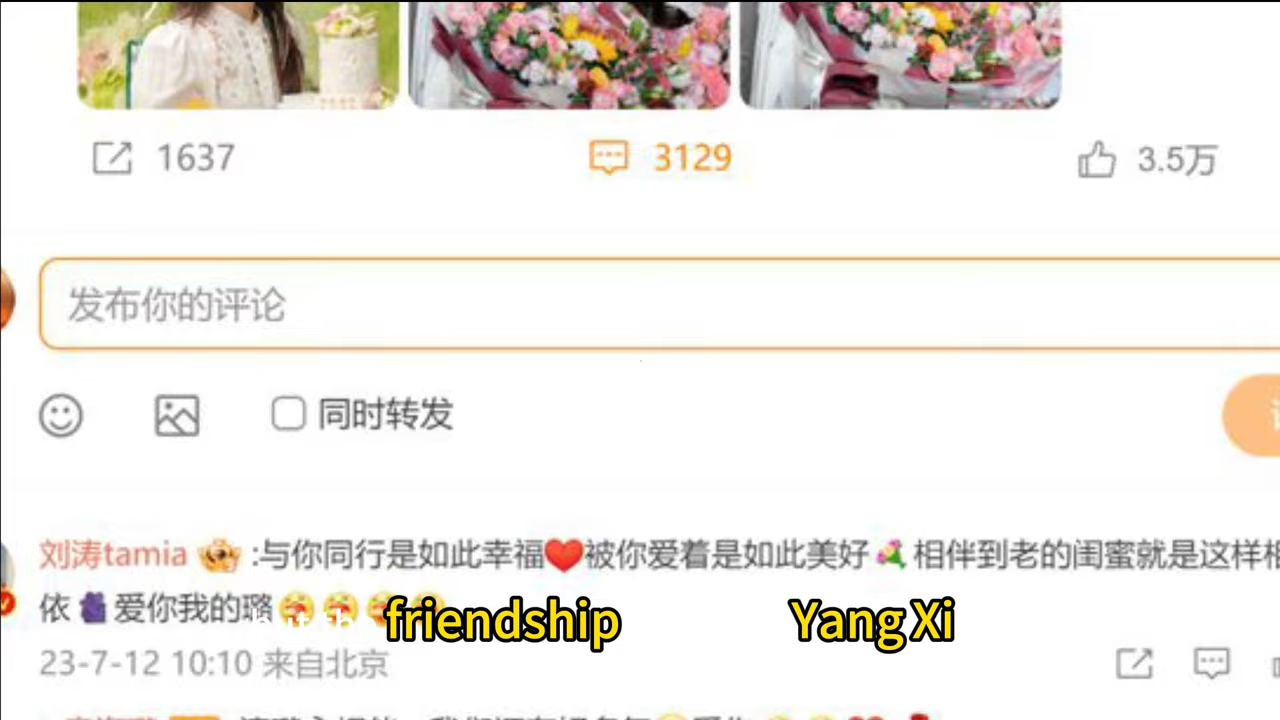 1637 3129 3.5万
发布你的评论
同时转发
刘涛tamia :与你同行是如此幸福❤️被你爱着是如此美好 相伴到老的闺蜜就是这样相
依 爱你我的璐
friendship Yang Xi
23-7-12 10:10 来自北京